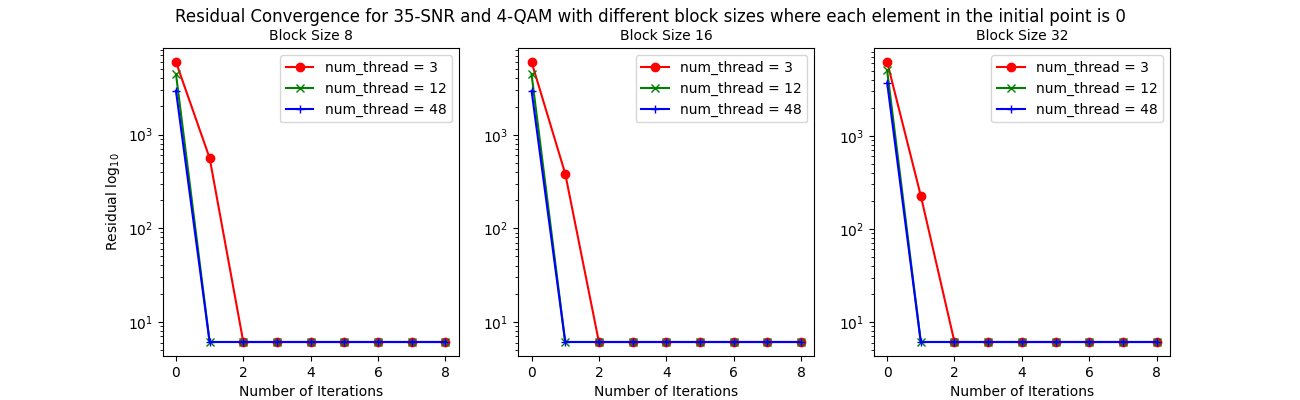 Residual Convergence for 35-SNR and 4-QAM with different block sizes where each element in the initial point is 0
Block Size 8
Residual log₁₀
10³
10²
10¹
num_thread = 3
num_thread = 12
num_thread = 48
0 2 4 6 8
Number of Iterations
Block Size 16
10³
10²
10¹
num_thread = 3
num_thread = 12
num_thread = 48
0 2 4 6 8
Number of Iterations
Block Size 32
10³
10²
10¹
num_thread = 3
num_thread = 12
num_thread = 48
0 2 4 6 8
Number of Iterations